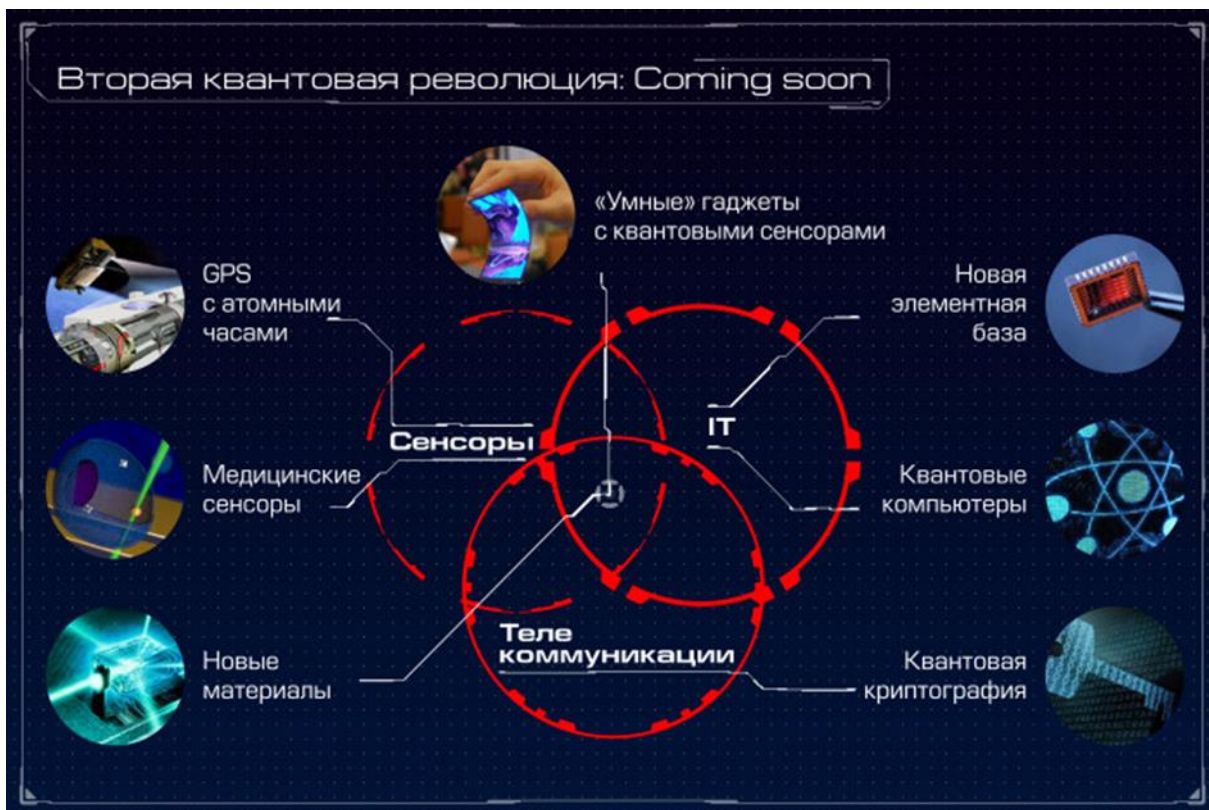 Вторая квантовая революция: Coming soon
«Умные» гаджеты
с квантовыми сенсорами
GPS
с атомными
часами
Новая
элементная
база
Сенсоры
IT
Медицинские
сенсоры
Квантовые
компьютеры
Теле
коммуникации
Новые
материалы
Квантовая
криптография